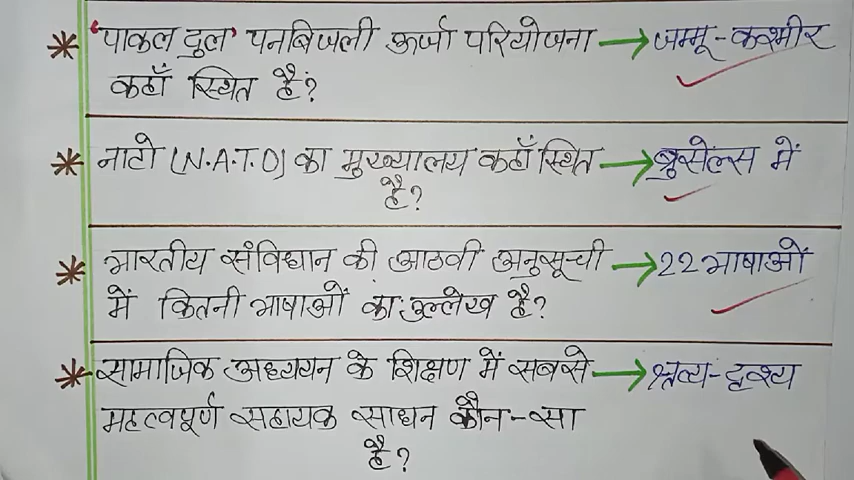 * 'पाकल दुल' पनबिजली ऊर्जा परियोजना → जम्मू-कश्मीर
कहाँ स्थित है?
* नाटो (N.A.T.O) का मुख्यालय कहाँ स्थित → ब्रुसेल्स में
है?
* भारतीय संविधान की आठवी अनुसूची → 22 भाषाओं
में कितनी भाषाओं का उल्लेख है?
* सामाजिक अध्ययन के शिक्षण में सबसे → श्रव्य-दृश्य
महत्वपूर्ण सहायक साधन कौन-सा
है?